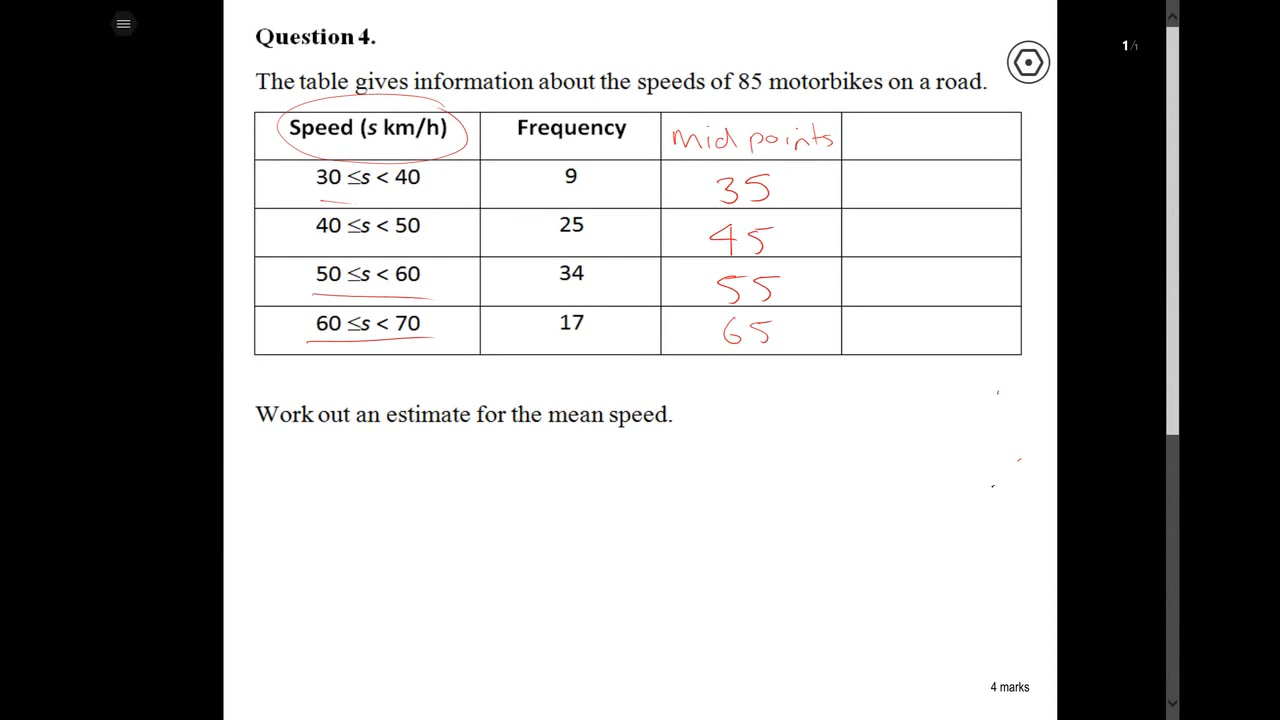 1/1
Question 4.
The table gives information about the speeds of 85 motorbikes on a road.
Speed (s km/h) Frequency Mid points
30 ≤s < 40 9 35
40 ≤s < 50 25 45
50 ≤s < 60 34 55
60 ≤s < 70 17 65
Work out an estimate for the mean speed.
4 marks